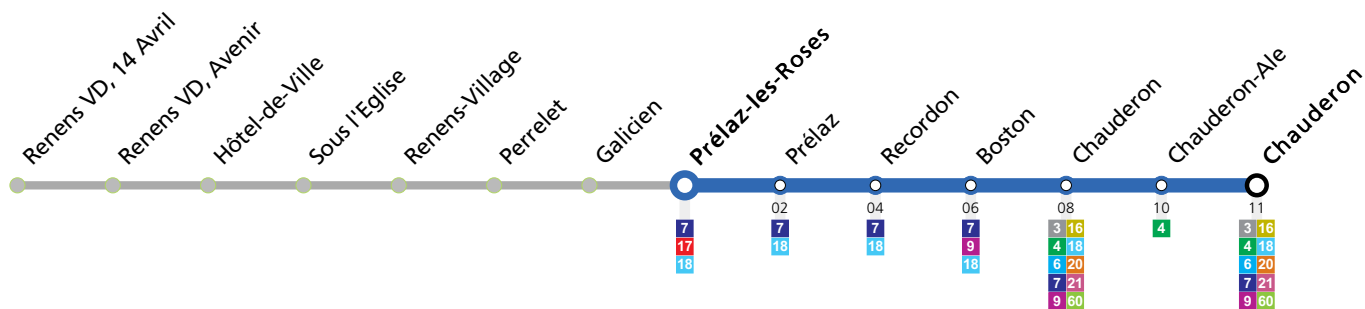 Renens VD, 14 Avril
Renens VD, Avenir
Hôtel-de-Ville
Sous l'Eglise
Renens-Village
Perrelet
Galicien
Prélaz-les-Roses
Prélaz
Recordon
Boston
Chauderon
Chauderon-Ale
Chauderon
02 04 06 08 10 11
7 7 7 7 3 16 4 3 16
17 18 18 9 4 18 4 18
18 18 6 20 6 20
7 21 7 21
9 60 9 60